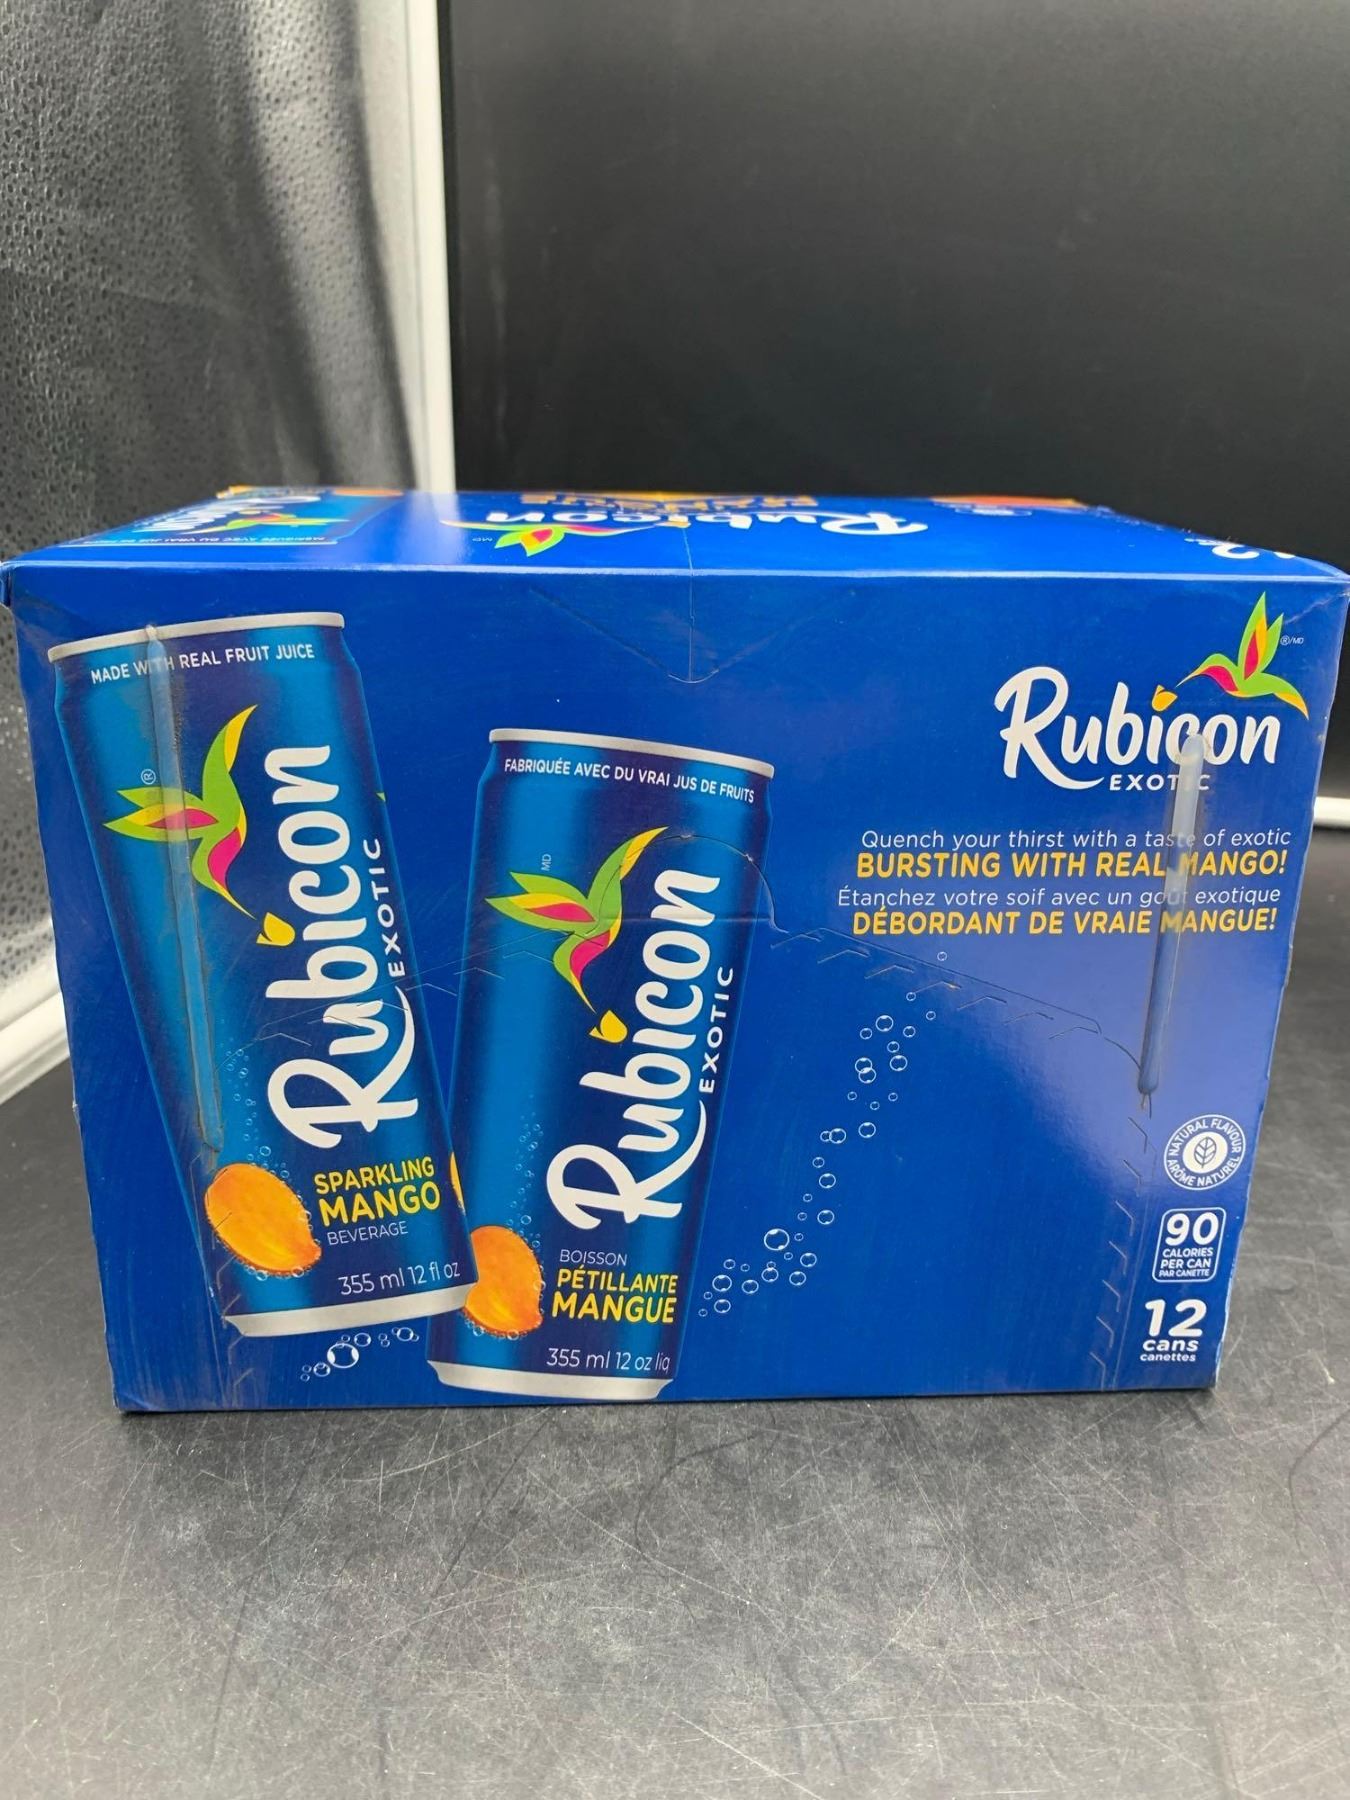 Rubicon
MD
MADE WITH REAL FRUIT JUICE
®
Rubicon
EXOTIC
SPARKLING
MANGO
BEVERAGE
355 ml 12 fl oz
FABRIQUÉE AVEC DU VRAI JUS DE FRUITS
MD
Rubicon
EXOTIC
BOISSON
PÉTILLANTE
MANGUE
355 ml 12 oz liq
®/MD
Rubicon
EXOTIC
Quench your thirst with a taste of exotic
BURSTING WITH REAL MANGO!
Étanchez votre soif avec un goût exotique
DÉBORDANT DE VRAIE MANGUE!
NATURAL FLAVOUR
ARÔME NATUREL
90
CALORIES
PER CAN
PAR CANETTE
12
cans
canettes